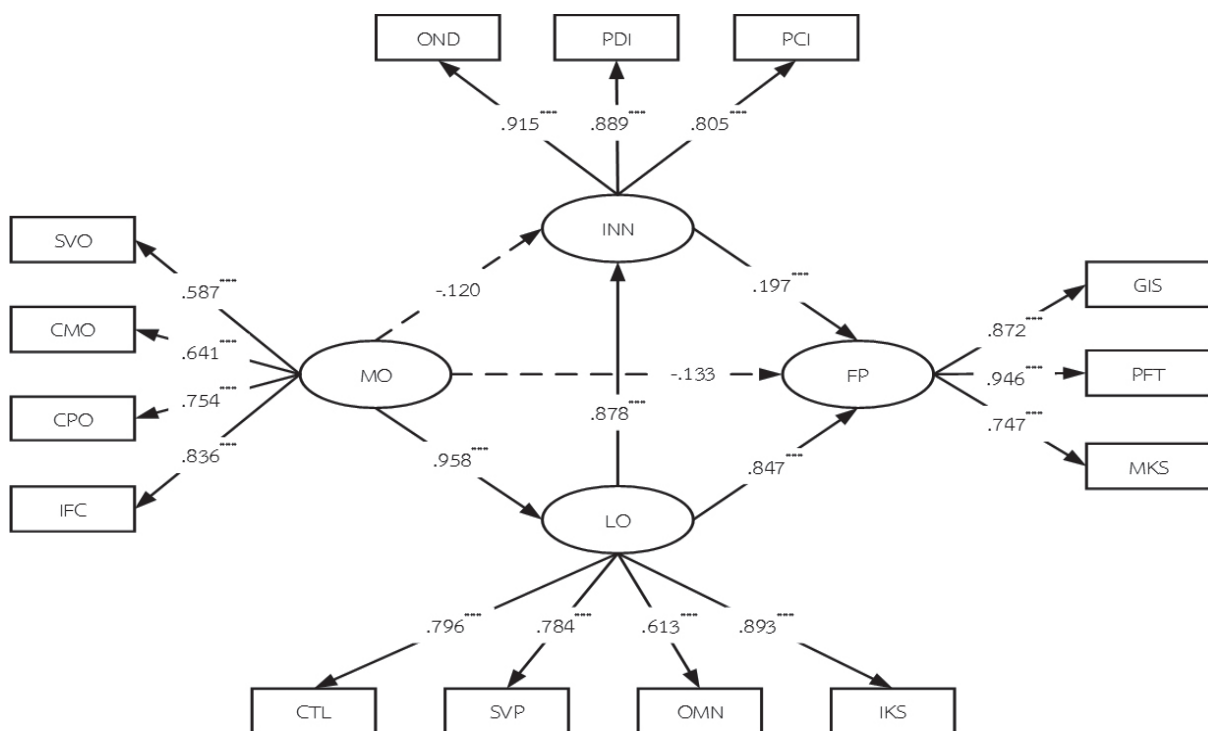 OND PDI PCI
.915*** .889*** .805***
SVO INN
.587*** -.120 .197*** GIS
CMO .872***
.641*** MO -.133 FP .946*** PFT
CPO .754*** .878*** .747***
.836*** .958*** .847*** MKS
IFC LO
.796*** .784*** .613*** .893***
CTL SVP OMN IKS